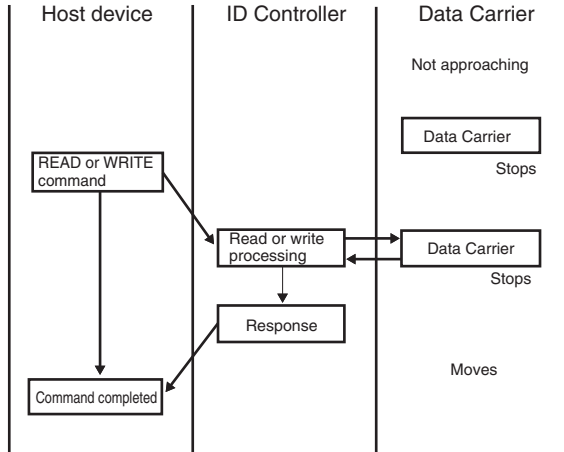 Host device
ID Controller
Data Carrier
Not approaching
Data Carrier
Stops
READ or WRITE
command
Read or write
processing
Data Carrier
Stops
Response
Moves
Command completed